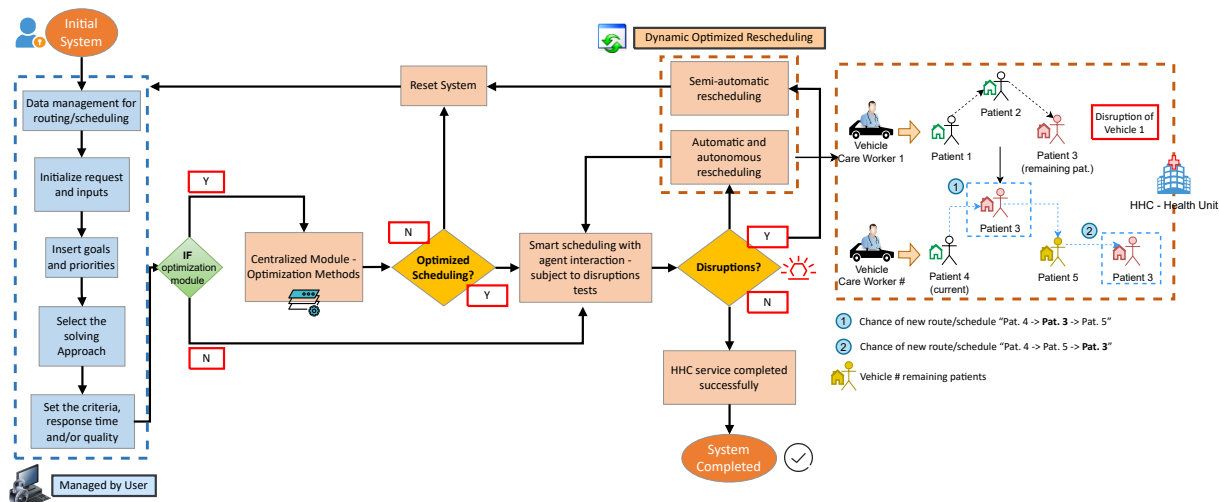 Initial
System
Data management for
routing/scheduling
Initialize request
and inputs
Insert goals
and priorities
Select the
solving
Approach
Set the criteria,
response time
and/or quality
Managed by User
IF
optimization
module
Y
N
Centralized Module -
Optimization Methods
Reset System
N
Optimized
Scheduling?
Y
Smart scheduling with
agent interaction -
subject to disruptions
tests
Dynamic Optimized Rescheduling
Semi-automatic
rescheduling
Automatic and
autonomous
rescheduling
Disruptions?
Y
N
HHC service completed
successfully
System
Completed
Vehicle
Care Worker 1
Patient 1
Patient 2
Patient 3
(remaining pat.)
Disruption of
Vehicle 1
HHC - Health Unit
1
Patient 3
Vehicle
Care Worker #
Patient 4
(current)
Patient 5
2
Patient 3
1 Chance of new route/schedule “Pat. 4 -> Pat. 3 -> Pat. 5”
2 Chance of new route/schedule “Pat. 4 -> Pat. 5 -> Pat. 3”
Vehicle # remaining patients